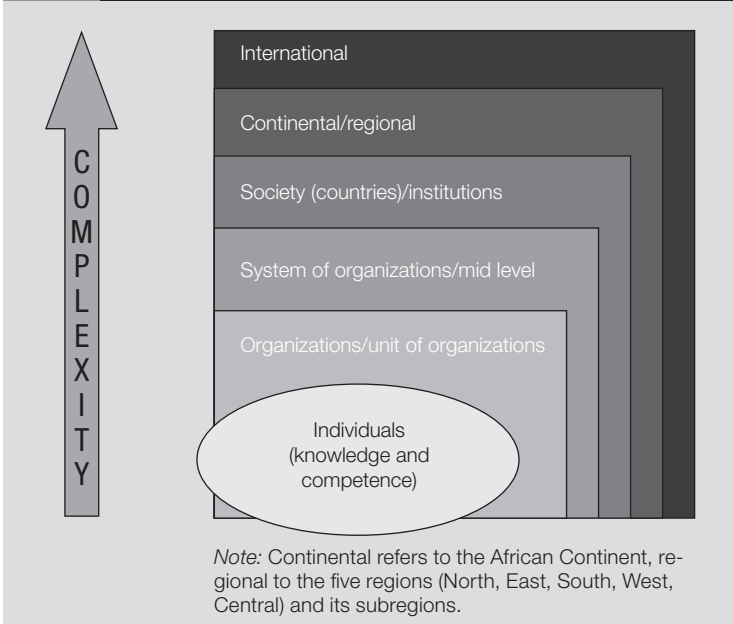 COMPLEXITY
International
Continental/regional
Society (countries)/institutions
System of organizations/mid level
Organizations/unit of organizations
Individuals
(knowledge and
competence)
Note: Continental refers to the African Continent, re-
gional to the five regions (North, East, South, West,
Central) and its subregions.